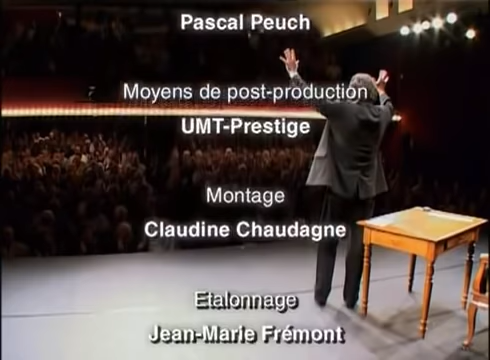 Pascal Peuch
Moyens de post-production
UMT-Prestige
Montage
Claudine Chaudagne
Etalonnage
Jean-Marie Frémont